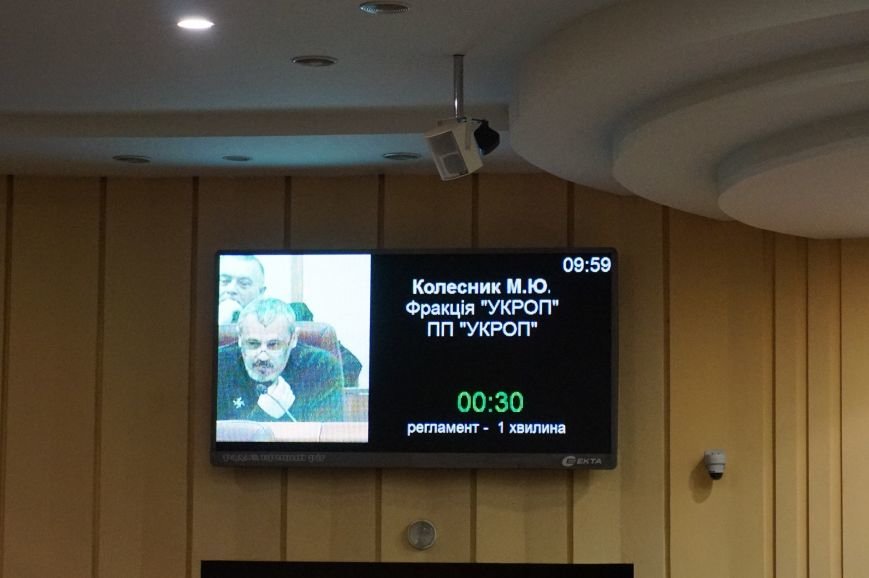 09:59
Колесник М.Ю.
Фракція "УКРОП"
ПП "УКРОП"
00:30
регламент - 1 хвилина
EKTA